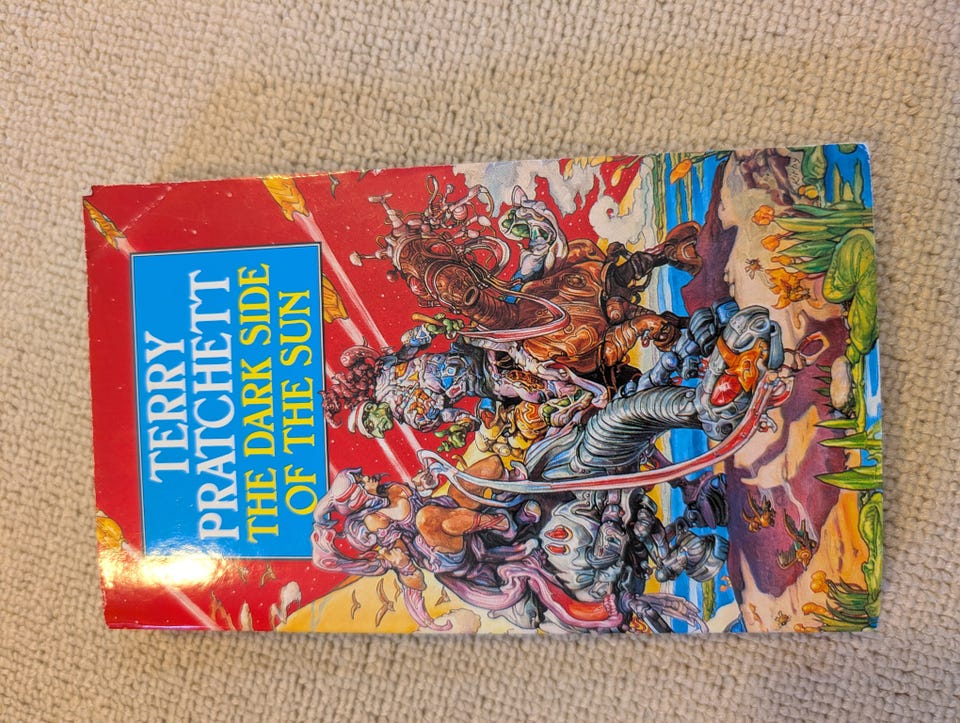 TERRY
PRATCHETT
THE DARK SIDE
OF THE SUN